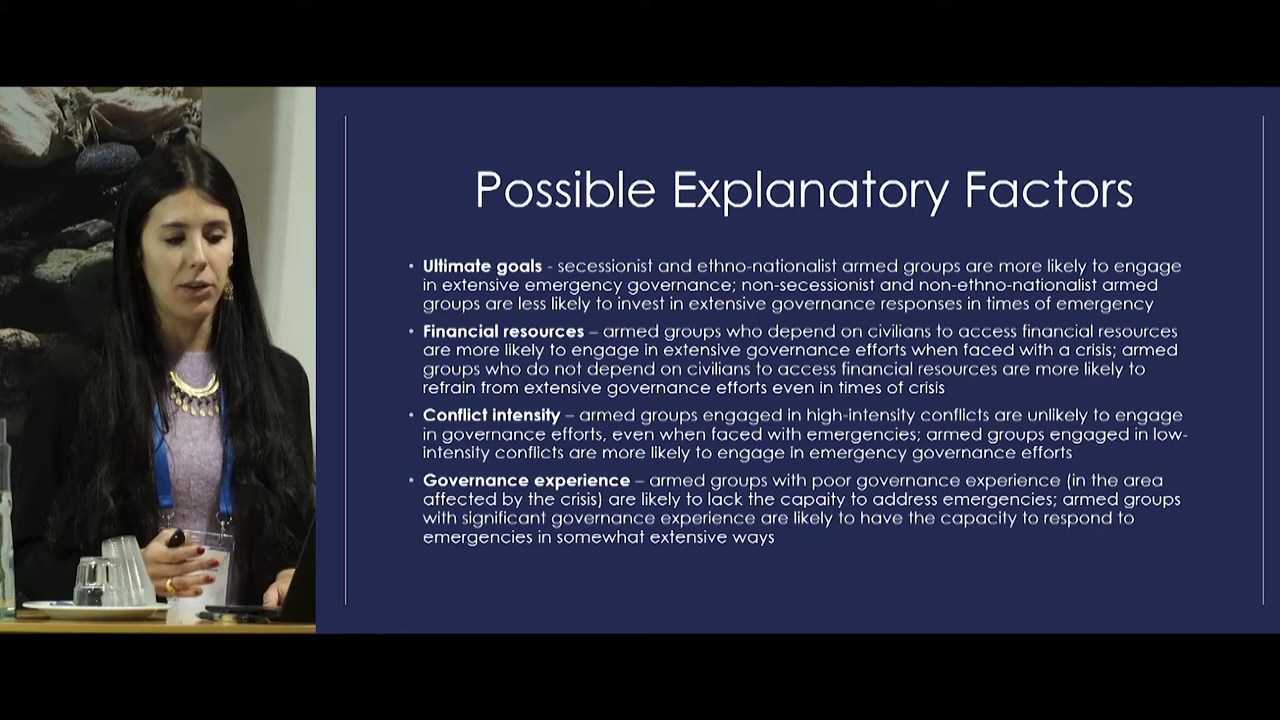 Possible Explanatory Factors
• Ultimate goals - secessionist and ethno-nationalist armed groups are more likely to engage
in extensive emergency governance; non-secessionist and non-ethno-nationalist armed
groups are less likely to invest in extensive governance responses in times of emergency
• Financial resources – armed groups who depend on civilians to access financial resources
are more likely to engage in extensive governance efforts when faced with a crisis; armed
groups who do not depend on civilians to access financial resources are more likely to
refrain from extensive governance efforts even in times of crisis
• Conflict intensity – armed groups engaged in high-intensity conflicts are unlikely to engage
in governance efforts, even when faced with emergencies; armed groups engaged in low-
intensity conflicts are more likely to engage in emergency governance efforts
• Governance experience – armed groups with poor governance experience (in the area
affected by the crisis) are likely to lack the capaity to address emergencies; armed groups
with significant governance experience are likely to have the capacity to respond to
emergencies in somewhat extensive ways